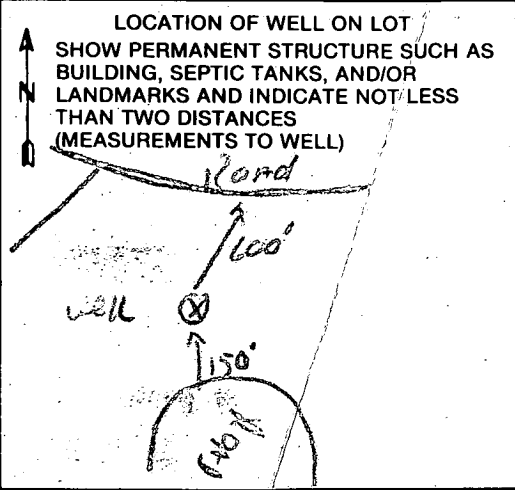 LOCATION OF WELL ON LOT
SHOW PERMANENT STRUCTURE SUCH AS
BUILDING, SEPTIC TANKS, AND/OR
LANDMARKS AND INDICATE NOT LESS
THAN TWO DISTANCES
(MEASUREMENTS TO WELL)
N
Road
600'
well
150'